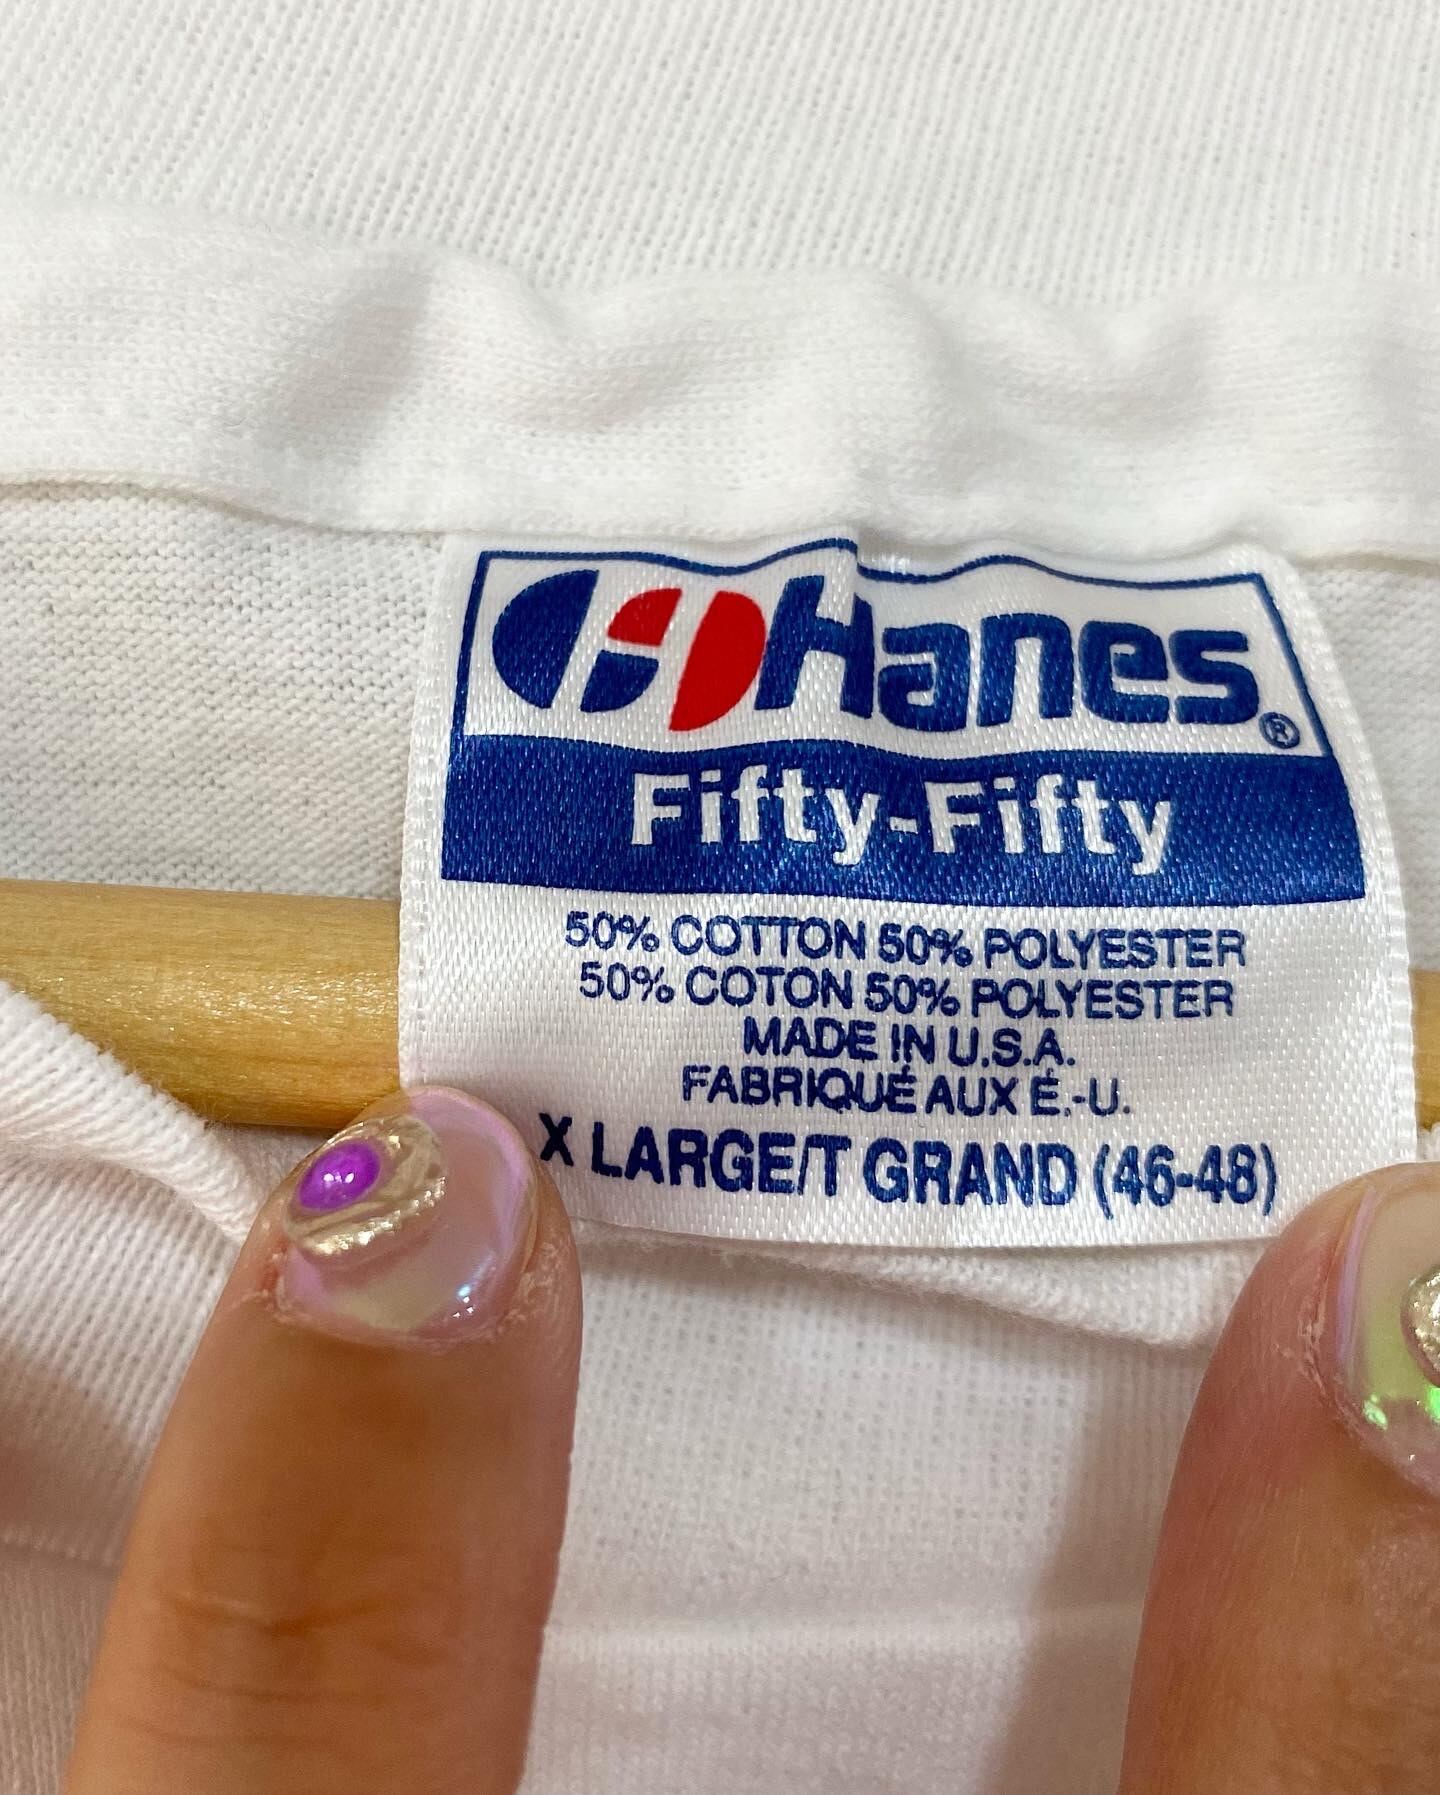 Hanes®
Fifty-Fifty
50% COTTON 50% POLYESTER
50% COTON 50% POLYESTER
MADE IN U.S.A.
FABRIQUÉ AUX É.-U.
X LARGE/T GRAND (46-48)